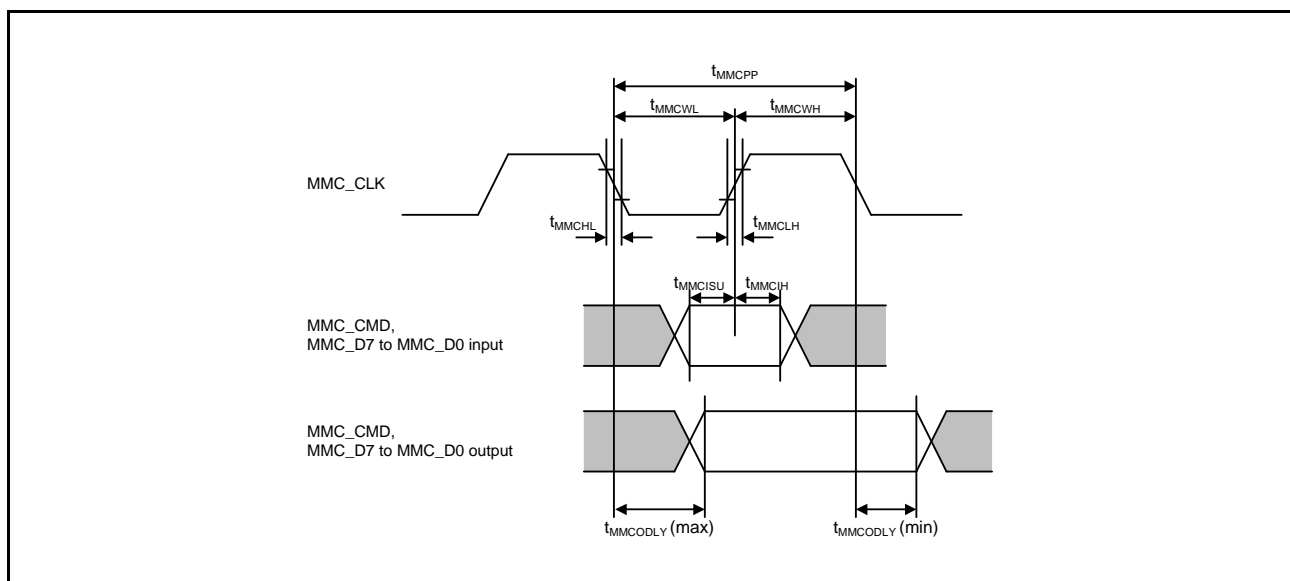 tMMCPP
tMMCWL tMMCWH
MMC_CLK
tMMCHL tMMCLH
tMMCISU tMMCIH
MMC_CMD,
MMC_D7 to MMC_D0 input
MMC_CMD,
MMC_D7 to MMC_D0 output
tMMCODLY (max) tMMCODLY (min)